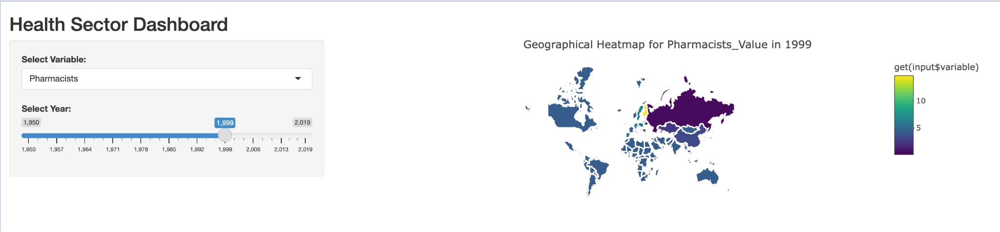 Health Sector Dashboard
Select Variable:
Pharmacists
Select Year:
1,950
1,999
2,019
1,950
1,957
1,964
1,971
1,978
1,985
1,992
1,999
2,006
2,013
2,019
Geographical Heatmap for Pharmacists_Value in 1999
get(input$variable)
10
5